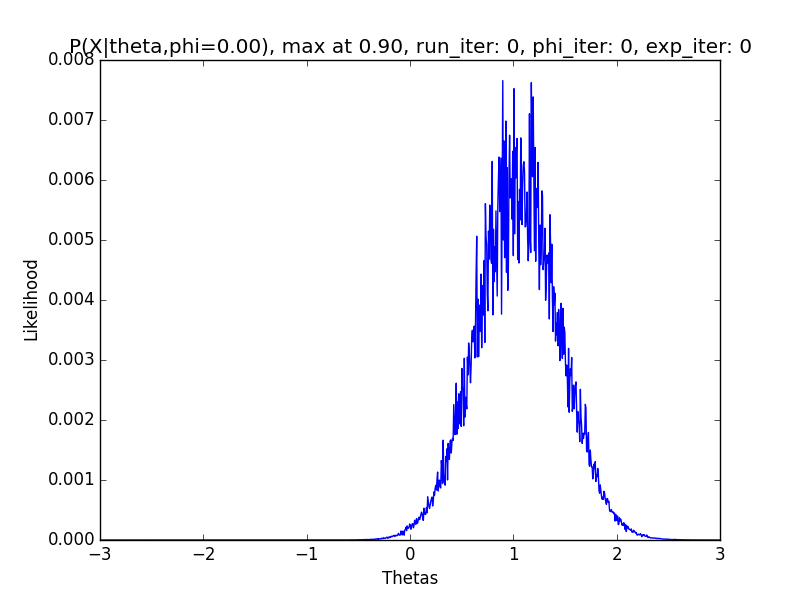 P(X|theta,phi=0.00), max at 0.90, run_iter: 0, phi_iter: 0, exp_iter: 0
0.008
0.007
0.006
0.005
0.004
0.003
0.002
0.001
0.000
Likelihood
−3 −2 −1 0 1 2 3
Thetas